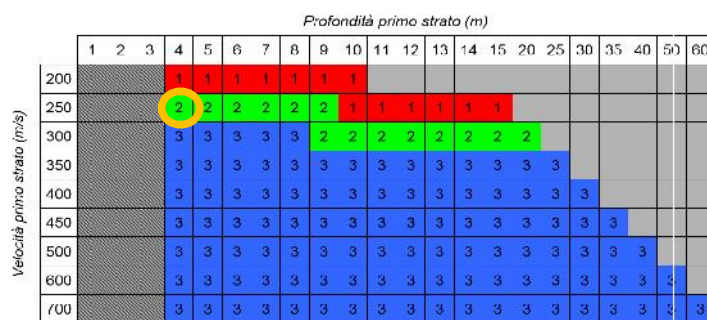 Profondità primo strato (m)
1 2 3 4 5 6 7 8 9 10 11 12 13 14 15 20 25 30 35 40 50 60
Velocità primo strato (m/s)
200 1 1 1 1 1 1 1
250 2 2 2 2 2 2 1 1 1 1 1 1
300 3 3 3 3 3 2 2 2 2 2 2 2 2
350 3 3 3 3 3 3 3 3 3 3 3 3 3 3
400 3 3 3 3 3 3 3 3 3 3 3 3 3 3 3
450 3 3 3 3 3 3 3 3 3 3 3 3 3 3 3 3
500 3 3 3 3 3 3 3 3 3 3 3 3 3 3 3 3 3
600 3 3 3 3 3 3 3 3 3 3 3 3 3 3 3 3 3 3
700 3 3 3 3 3 3 3 3 3 3 3 3 3 3 3 3 3 3 3